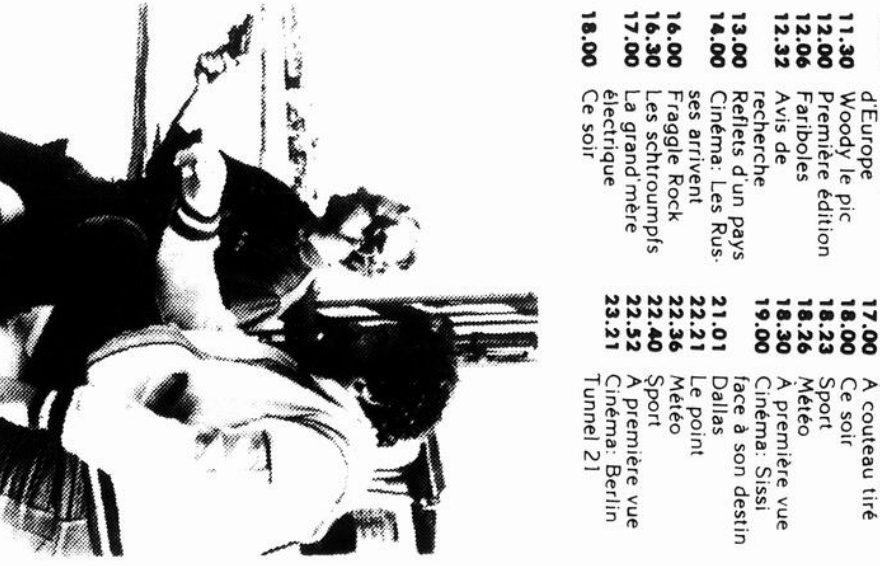 d'Europe
11.30 Woody le pic
12.00 Première édition
12.06 Fariboles
12.32 Avis de
recherche
13.00 Reflets d'un pays
14.00 Cinéma: Les Rus-
ses arrivent
16.00 Fraggle Rock
16.30 Les schtroumpfs
17.00 La grand'mère
électrique
18.00 Ce soir
17.00 A couteau tiré
18.00 Ce soir
18.23 Sport
18.26 Météo
18.30 A première vue
19.00 Cinéma: Sissi
face à son destin
21.01 Dallas
22.21 Le point
22.36 Météo
22.40 Sport
22.52 A première vue
23.21 Cinéma: Berlin
Tunnel 21